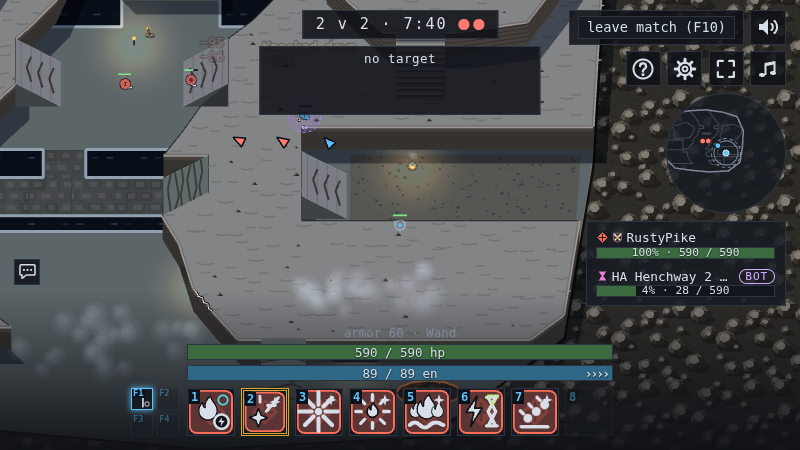 2 v 2 · 7:40
leave match (F10)
no target
RustyPike
100% · 590 / 590
HA Henchway 2 … BOT
4% · 28 / 590
armor 60 · Wand
590 / 590 hp
89 / 89 en
››››
F1 F2
F3 F4
1 2 3 4 5 6 7 8